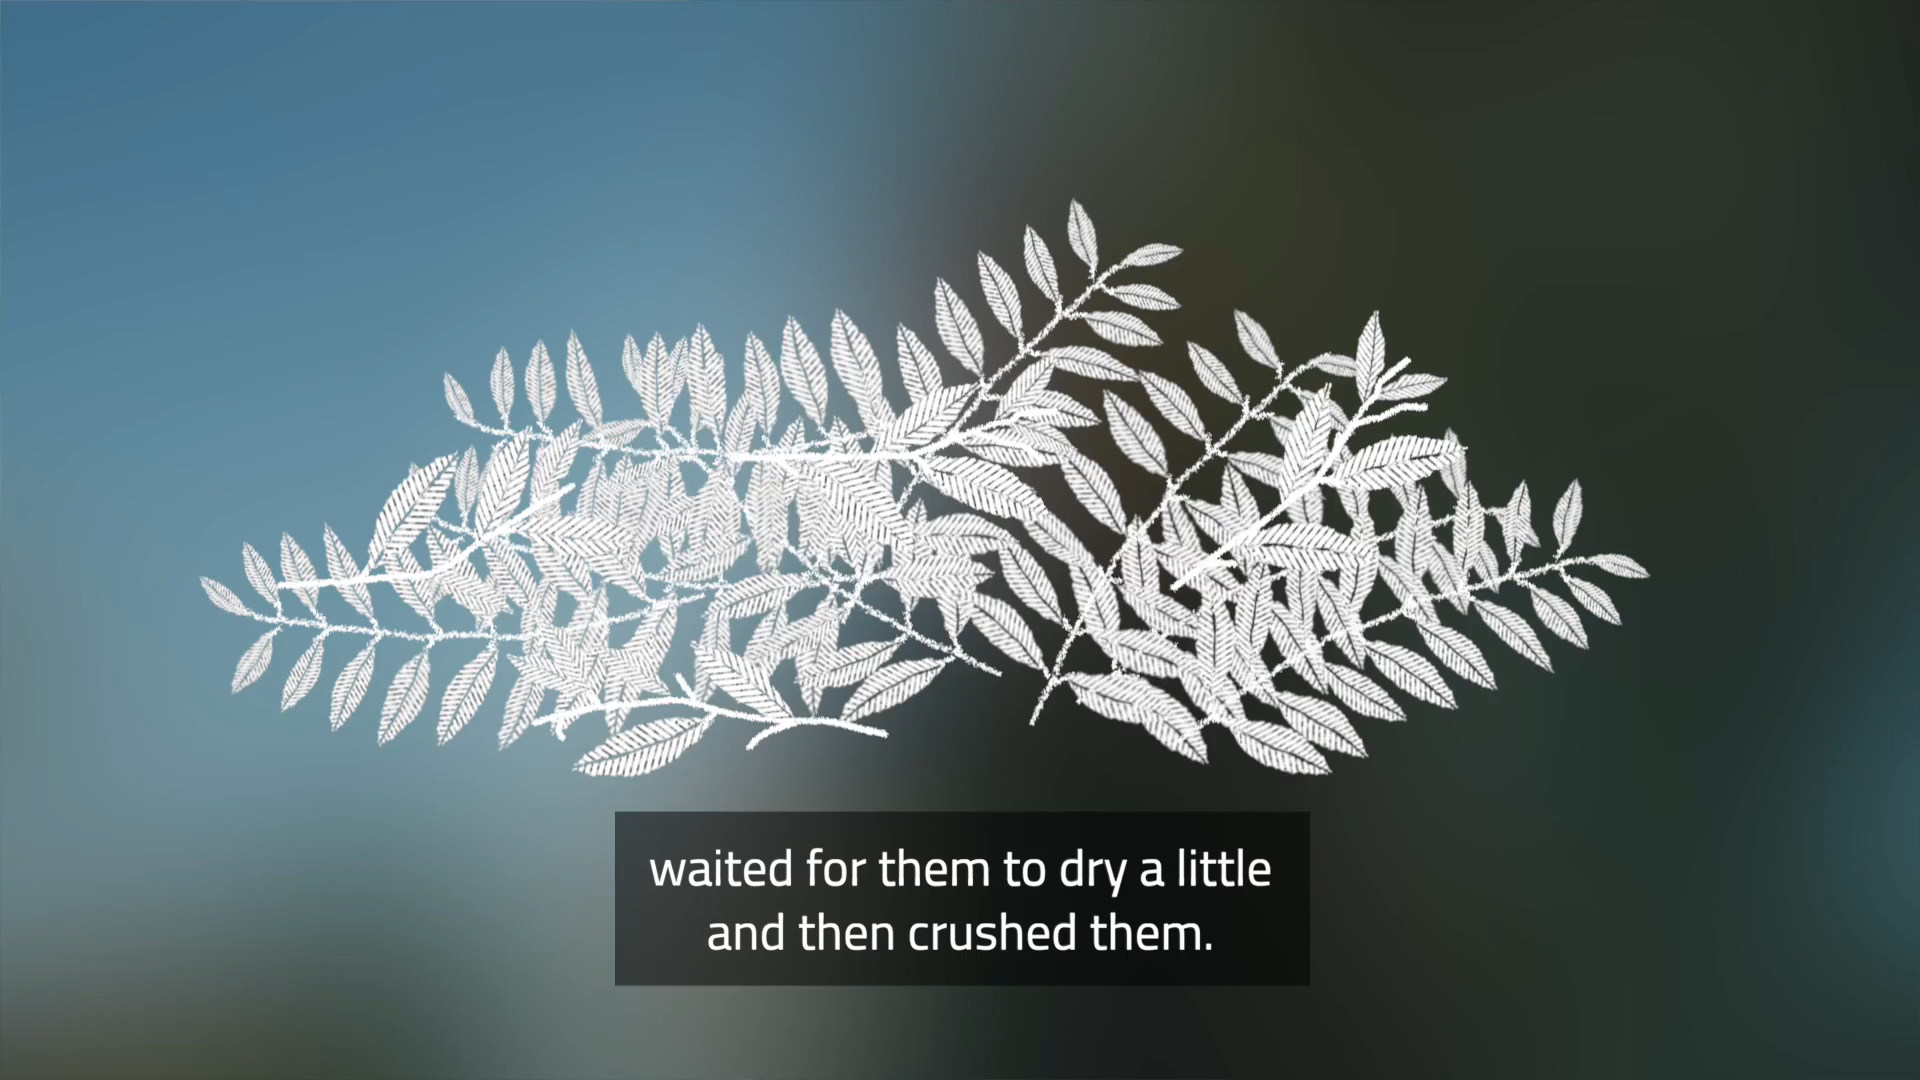 waited for them to dry a little
and then crushed them.